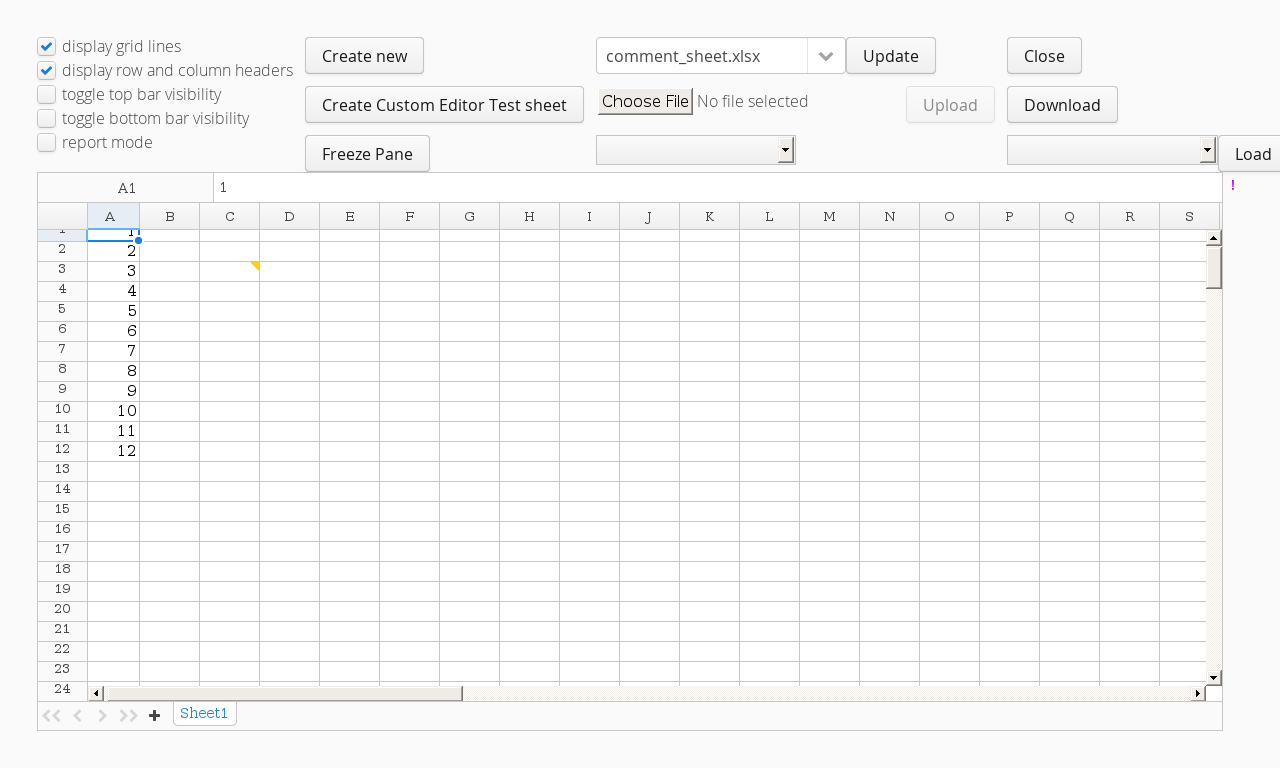 display grid lines
display row and column headers
toggle top bar visibility
toggle bottom bar visibility
report mode
Create new
comment_sheet.xlsx
Update
Close
Create Custom Editor Test sheet
Choose File No file selected
Upload
Download
Freeze Pane
Load
A1 1
!
A B C D E F G H I J K L M N O P Q R S
1 1
2 2
3 3
4 4
5 5
6 6
7 7
8 8
9 9
10 10
11 11
12 12
13
14
15
16
17
18
19
20
21
22
23
24
Sheet1